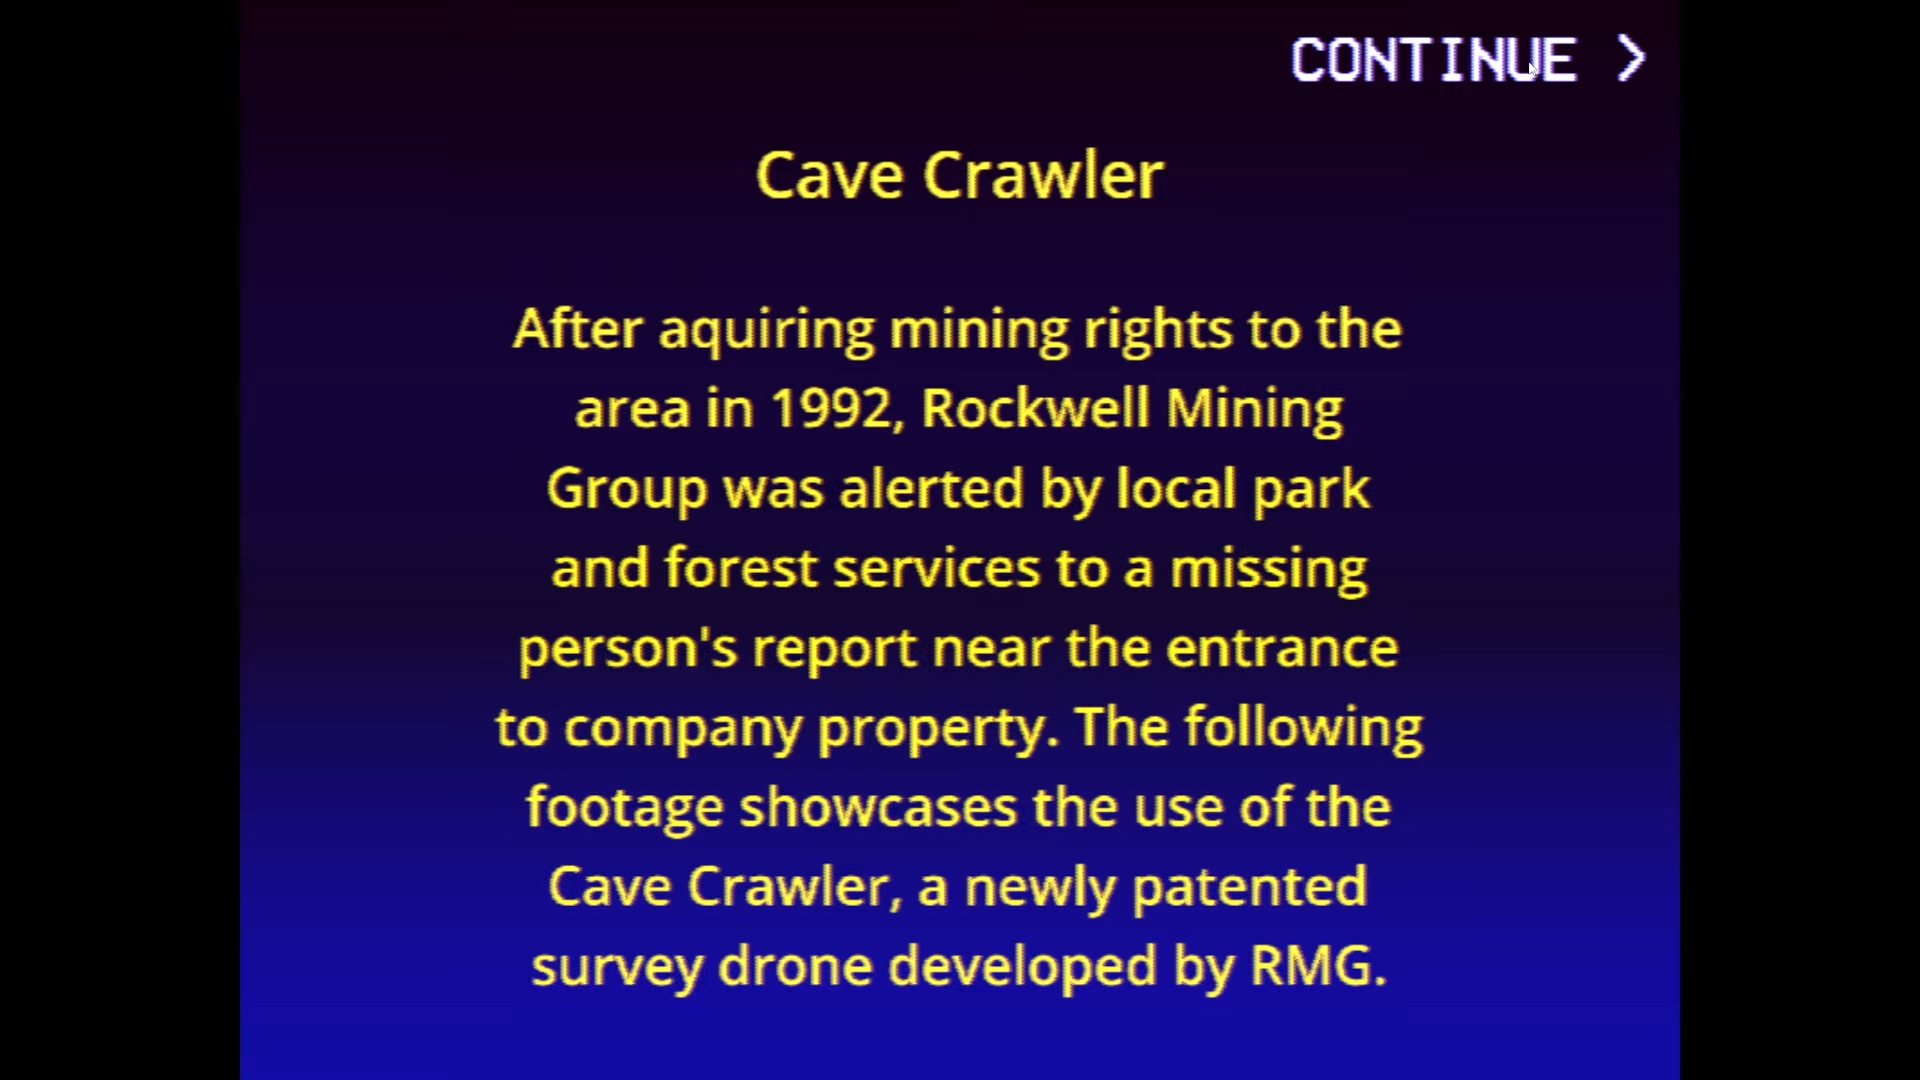 CONTINUE >
Cave Crawler
After aquiring mining rights to the
area in 1992, Rockwell Mining
Group was alerted by local park
and forest services to a missing
person's report near the entrance
to company property. The following
footage showcases the use of the
Cave Crawler, a newly patented
survey drone developed by RMG.